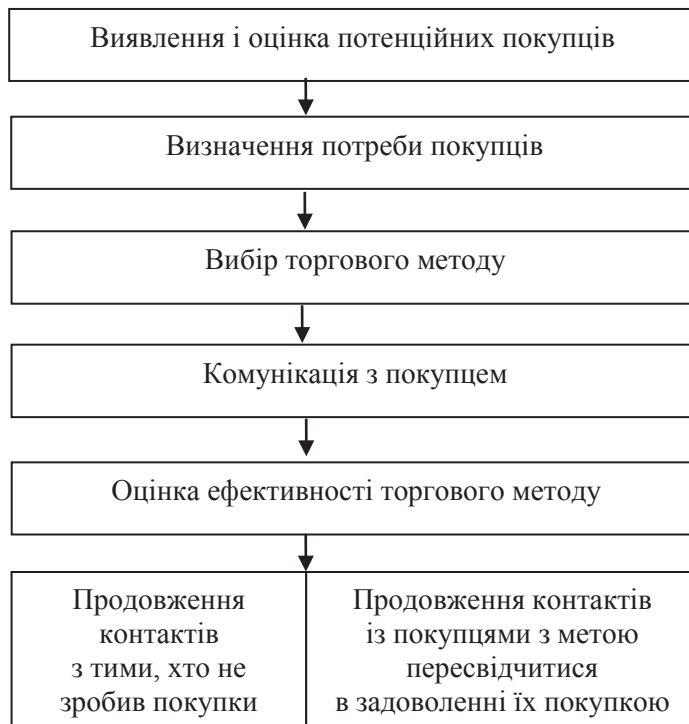 Виявлення і оцінка потенційних покупців
Визначення потреби покупців
Вибір торгового методу
Комунікація з покупцем
Оцінка ефективності торгового методу
Продовження
контактів
з тими, хто не
зробив покупки
Продовження контактів
із покупцями з метою
пересвідчитися
в задоволенні їх покупкою